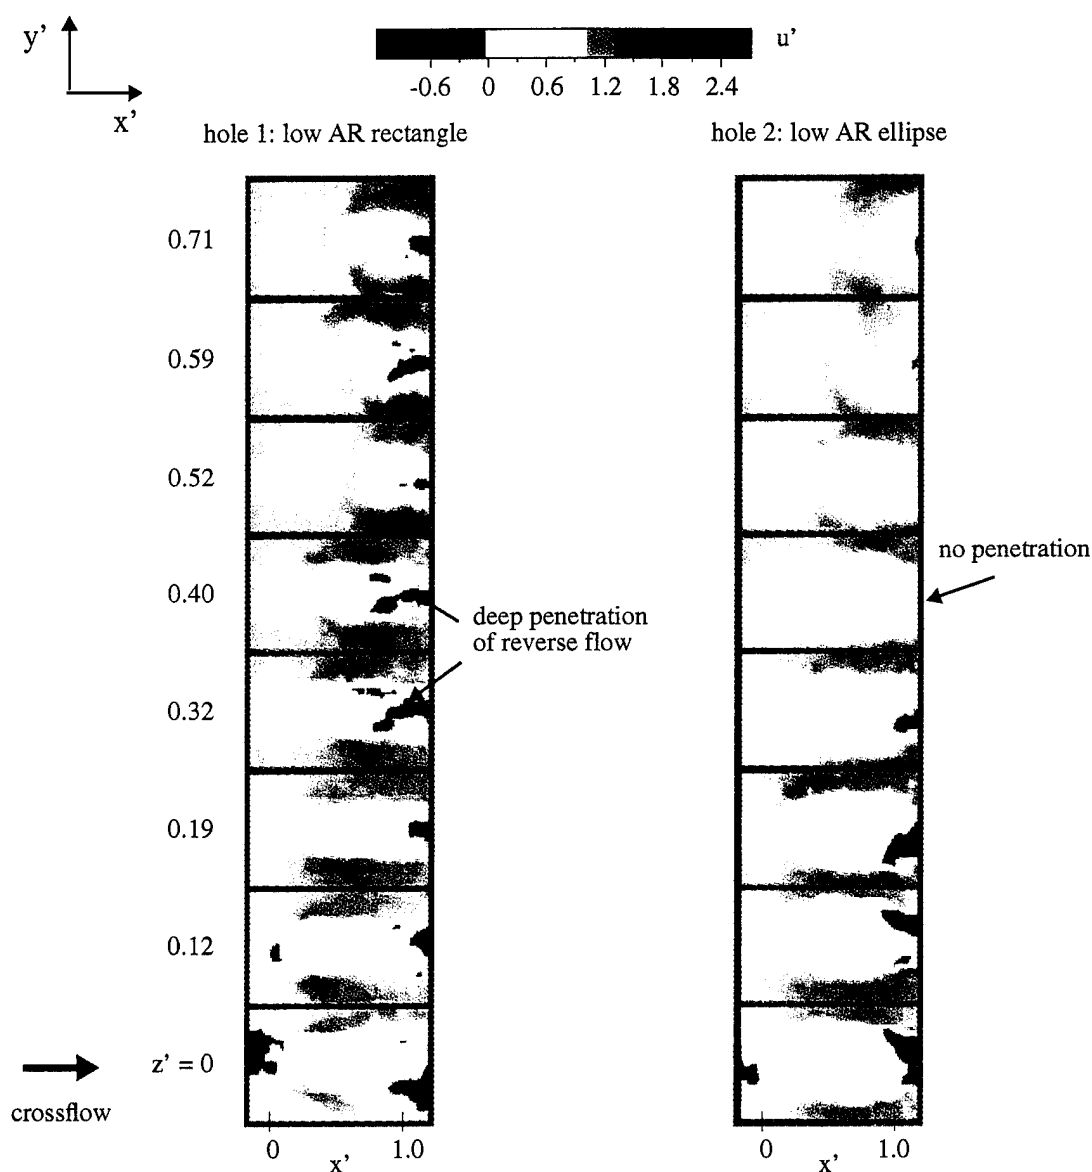 y'
x'
u'
-0.6 0 0.6 1.2 1.8 2.4
hole 1: low AR rectangle
hole 2: low AR ellipse
0.71
0.59
0.52
0.40
0.32
0.19
0.12
z' = 0
no penetration
deep penetration
of reverse flow
crossflow
0 1.0
x'
0 1.0
x'